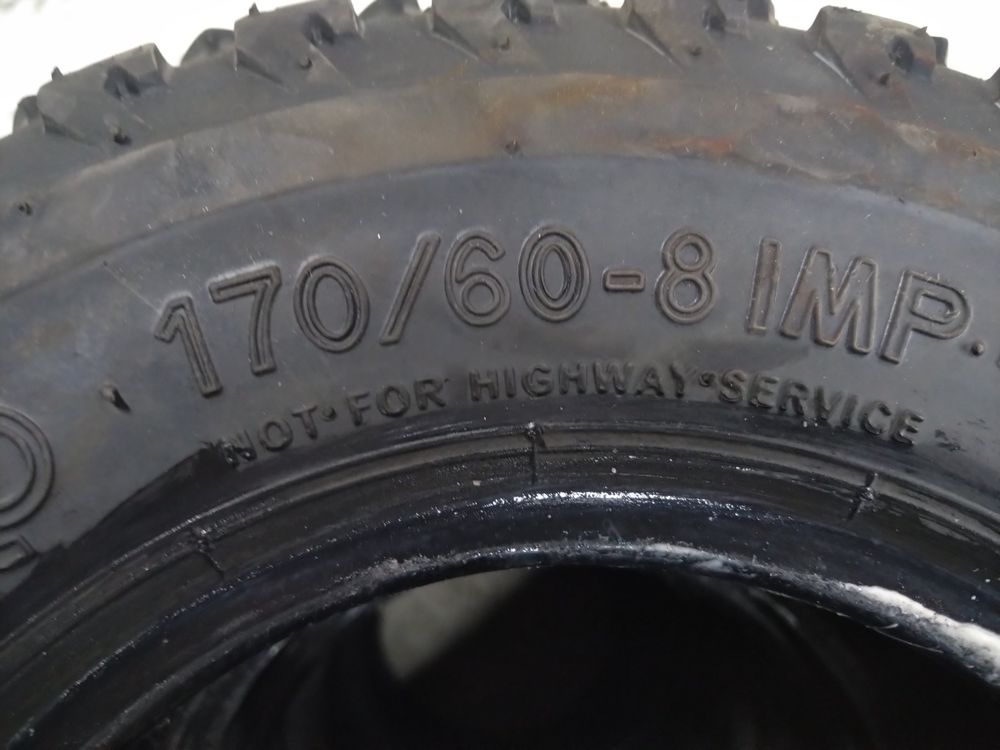 170/60-8 IMP.
NOT•FOR HIGHWAY•SERVICE